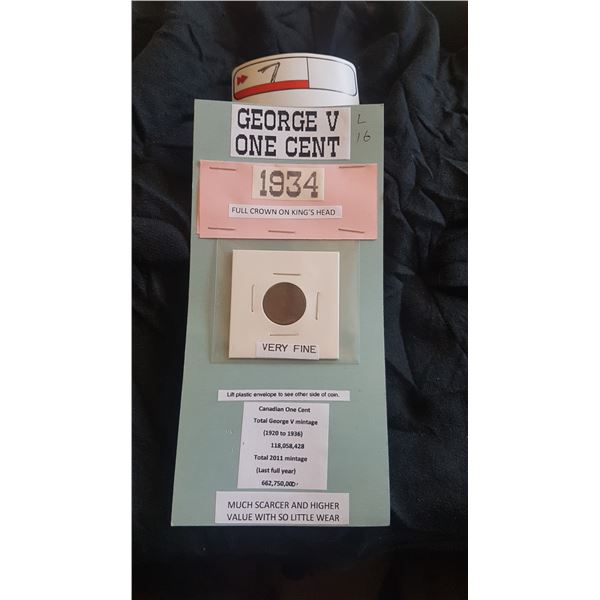 7
GEORGE V
ONE CENT
L
16
1934
FULL CROWN ON KING'S HEAD
VERY FINE
Lift plastic envelope to see other side of coin.
Canadian One Cent
Total George V mintage
(1920 to 1936)
118,058,428
Total 2011 mintage
(Last full year)
662,750,000
MUCH SCARCER AND HIGHER
VALUE WITH SO LITTLE WEAR